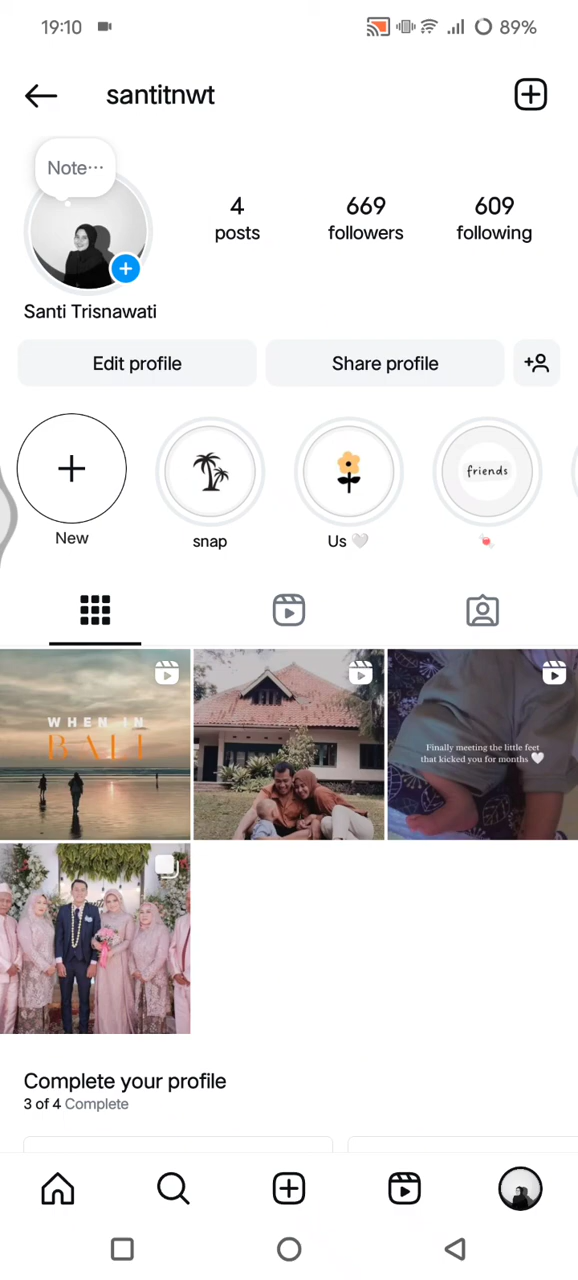 19:10
89%
santitnwt
Note...
4
posts
669
followers
609
following
Santi Trisnawati
Edit profile
Share profile
New
snap
Us 🤍
friends
🍬
WHEN IN
BALI
Finally meeting the little feet
that kicked you for months 🤍
Complete your profile
3 of 4 Complete